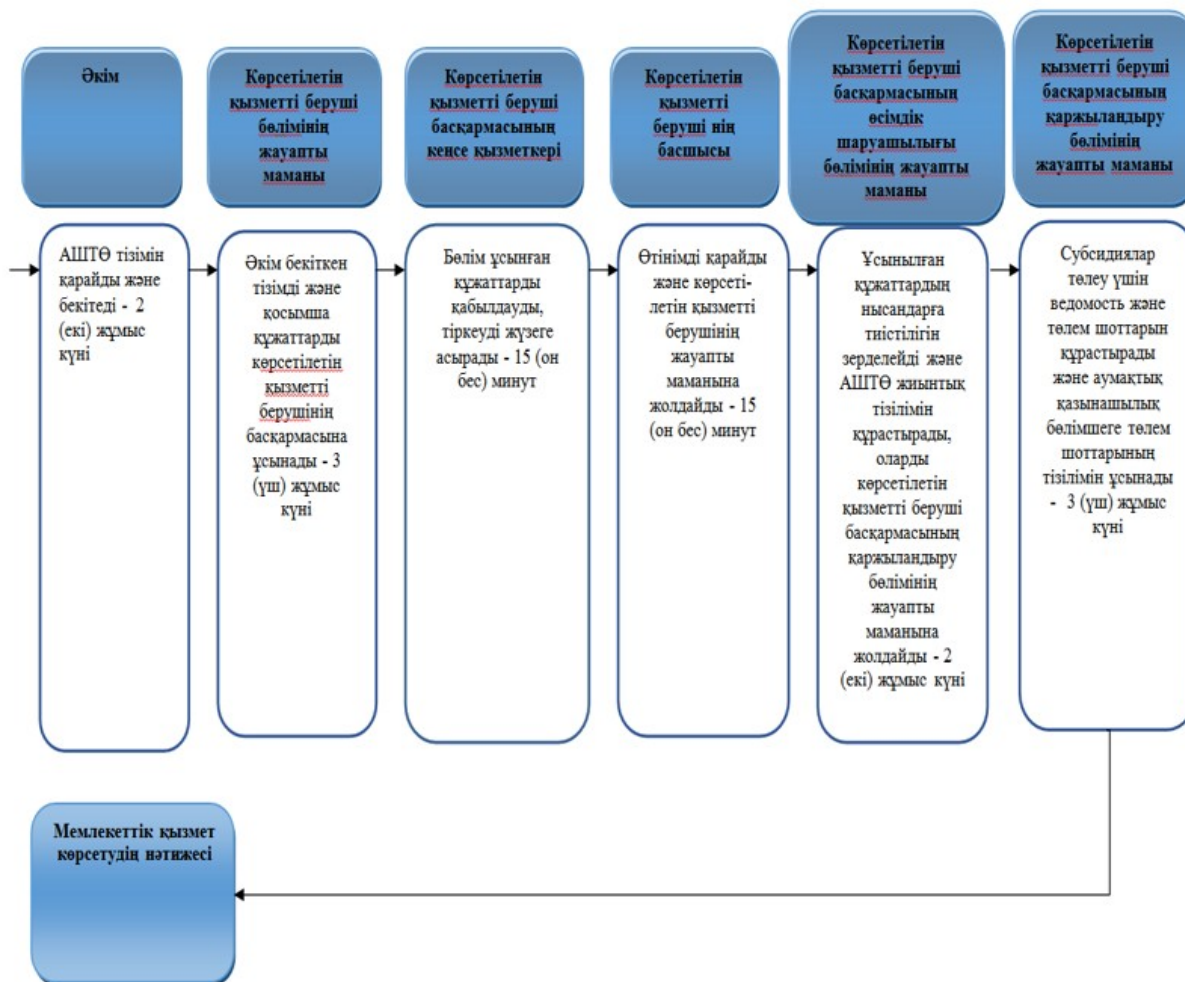 Әкім
Көрсетілетін
қызметті беруші
бөлімінің
жауапты
маманы
Көрсетілетін
қызметті беруші
басқармасының
кеңсе қызметкері
Көрсетілетін
қызметті
беруші нің
басшысы
Көрсетілетін
қызметті беруші
басқармасының
өсімдік
шаруашылығы
бөлімінің жауапты
маманы
Көрсетілетін
қызметті беруші
басқармасының
қаржыландыру
бөлімінің
жауапты маманы
АШТӨ тізімін
қарайды және
бекітеді - 2
(екі) жұмыс
күні
Әкім бекіткен
тізімді және
қосымша
құжаттарды
көрсетілетін
қызметті
берушінің
басқармасына
ұсынады - 3
(үш) жұмыс
күні
Бөлім ұсынған
құжаттарды
қабылдауды,
тіркеуді жүзеге
асырады - 15 (он
бес) минут
Өтінімді қарайды
және көрсеті-
летін қызметті
берушінің
жауапты
маманына
жолдайды - 15
(он бес) минут
Ұсынылған
құжаттардың
нысандарға
тиістілігін
зерделейді және
АШТӨ жиынтық
тізілімін
құрастырады,
оларды
көрсетілетін
қызметті беруші
басқармасының
қаржыландыру
бөлімінің
жауапты
маманына
жолдайды - 2
(екі) жұмыс күні
Субсидиялар
төлеу үшін
ведомость және
төлем шоттарын
құрастырады
және аумақтық
қазынашылық
бөлімшеге төлем
шоттарының
тізілімін ұсынады
- 3 (үш) жұмыс
күні
Мемлекеттік қызмет
көрсетудің нәтижесі